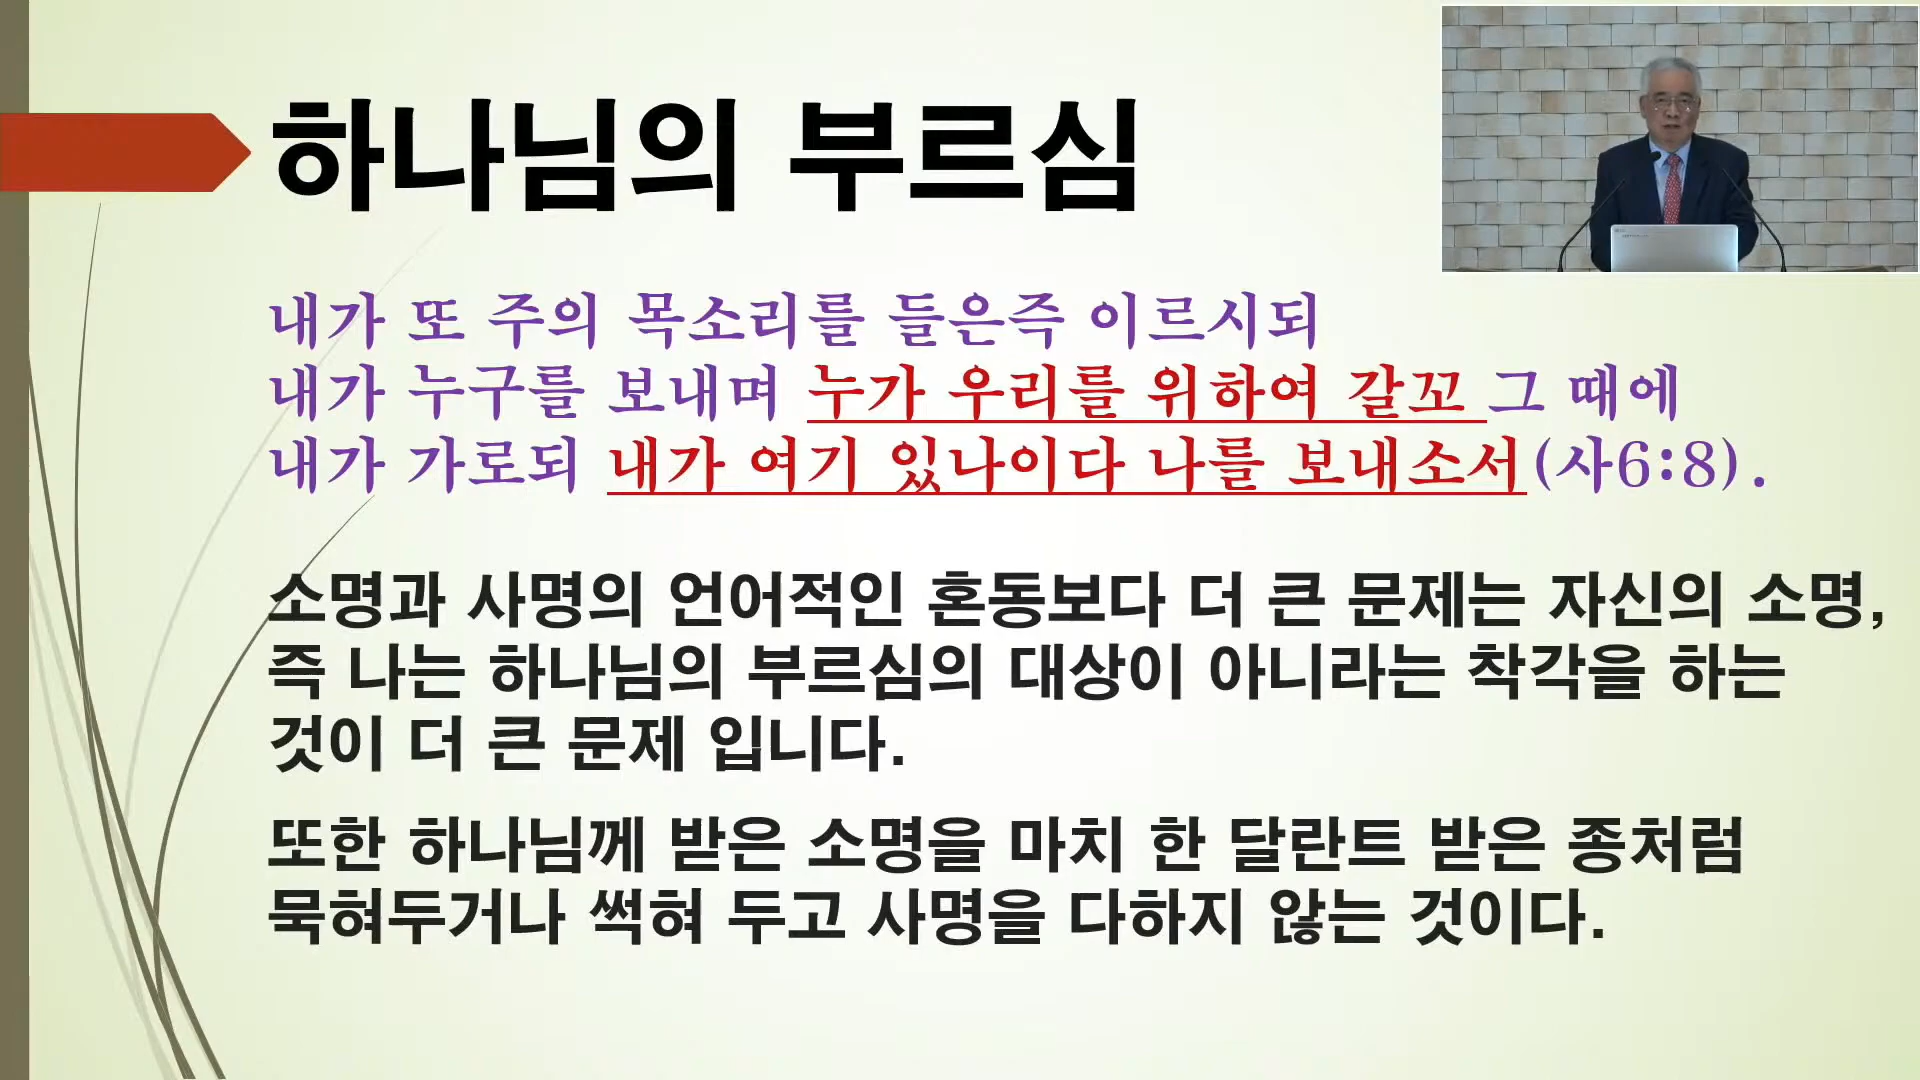 하나님의 부르심
내가 또 주의 목소리를 들은즉 이르시되
내가 누구를 보내며 누가 우리를 위하여 갈꼬 그 때에
내가 가로되 내가 여기 있나이다 나를 보내소서(사6:8).
소명과 사명의 언어적인 혼동보다 더 큰 문제는 자신의 소명,
즉 나는 하나님의 부르심의 대상이 아니라는 착각을 하는
것이 더 큰 문제 입니다.
또한 하나님께 받은 소명을 마치 한 달란트 받은 종처럼
묵혀두거나 썩혀 두고 사명을 다하지 않는 것이다.